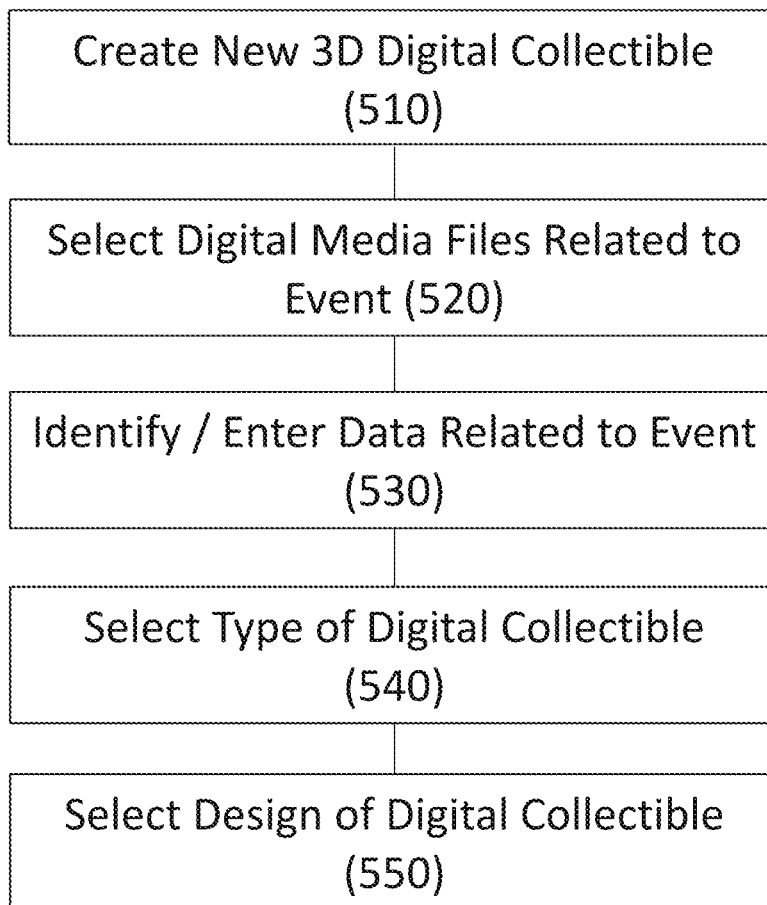 Create New 3D Digital Collectible
(510)
Select Digital Media Files Related to
Event (520)
Identify / Enter Data Related to Event
(530)
Select Type of Digital Collectible
(540)
Select Design of Digital Collectible
(550)